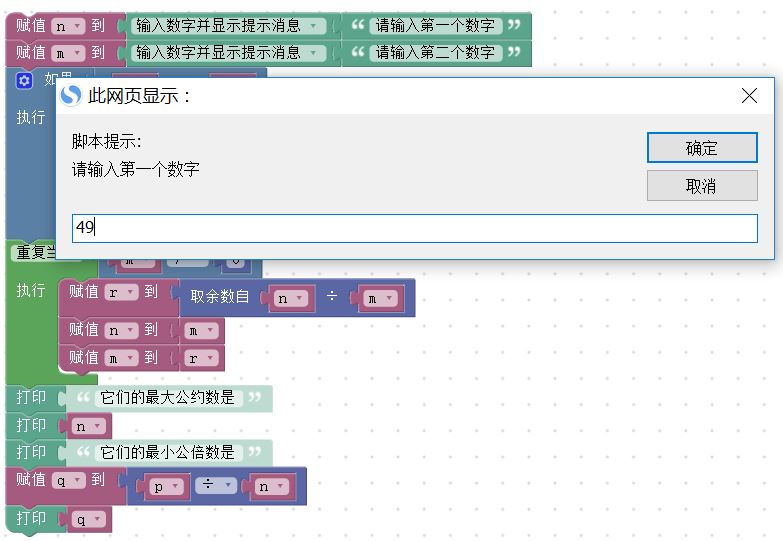 赋值 n 到 输入数字并显示提示消息 “ 请输入第一个数字 ”
赋值 m 到 输入数字并显示提示消息 “ 请输入第二个数字 ”
此网页显示：
执行
脚本提示:
请输入第一个数字
确定
取消
49
重复当
执行
赋值 r 到 取余数自 n ÷ m
赋值 n 到 m
赋值 m 到 r
打印 “ 它们的最大公约数是 ”
打印 n
打印 “ 它们的最小公倍数是 ”
赋值 q 到 p ÷ n
打印 q